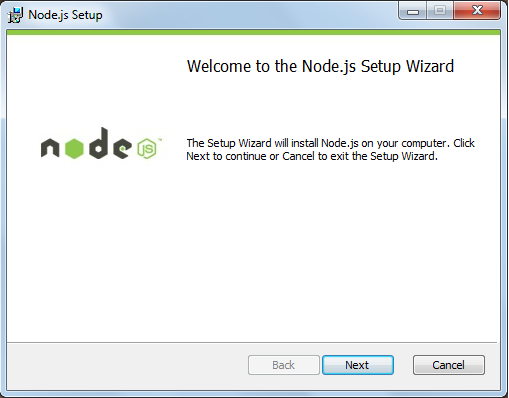 Node.js Setup
Welcome to the Node.js Setup Wizard
node JS™
The Setup Wizard will install Node.js on your computer. Click
Next to continue or Cancel to exit the Setup Wizard.
Back
Next
Cancel